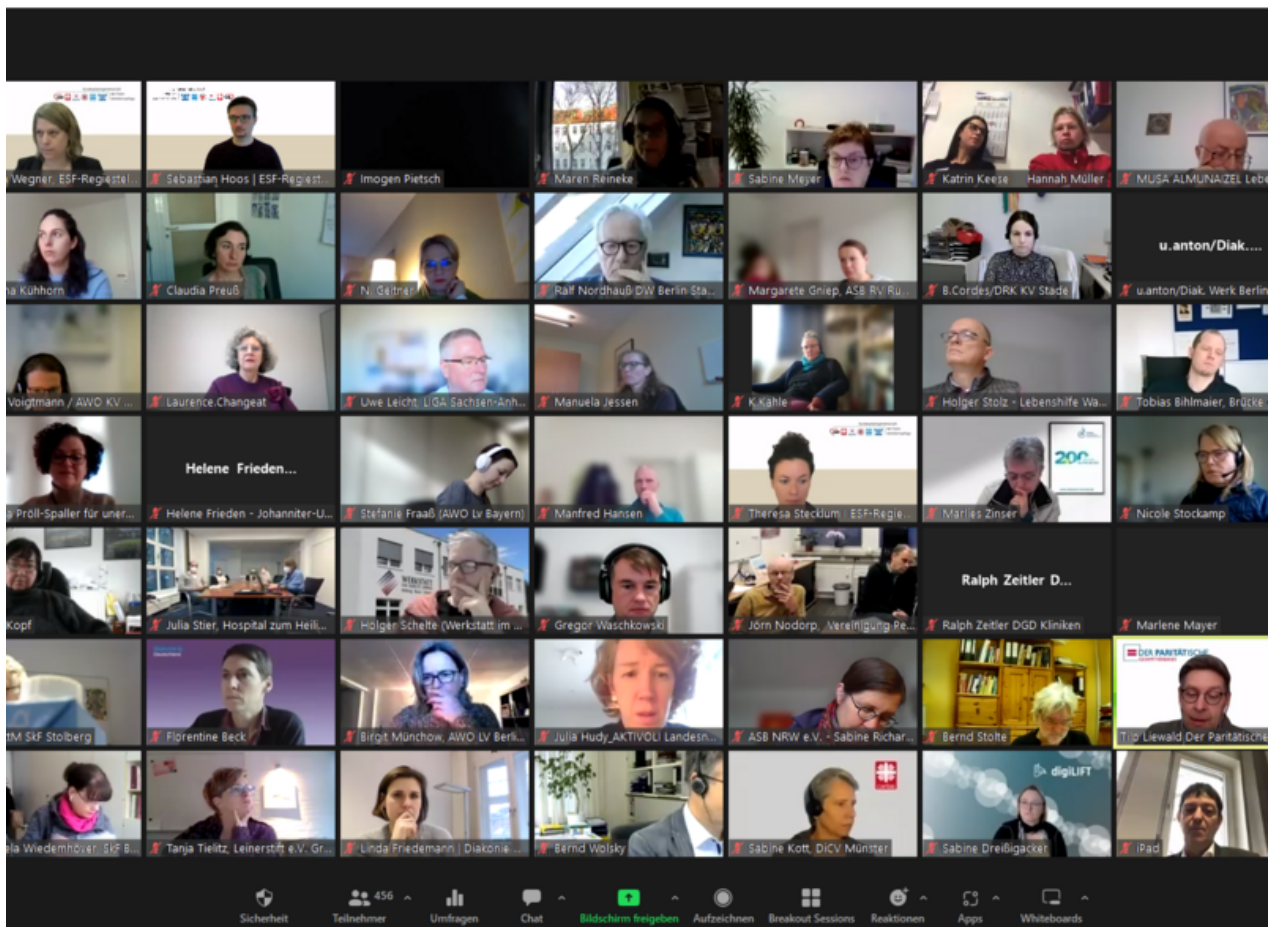 Wegner, ESF-Regiestel...
Sebastian Hoos | ESF-Regiest...
Imogen Pietsch
Maren Reineke
Sabine Meyer
Katrin Keese Hannah Müller
MUSA ALMUNAIZEL Lebe
na Kühhorn
Claudia Preuß
N. Geitner
Ralf Nordhauß DW Berlin Sta...
Margarete Gniep, ASB RV Ru...
B.Cordes/DRK KV Stade
u.anton/Diak....
u.anton/Diak. Werk Berlin
Voigtmann / AWO KV ...
Laurence.Changeat
Uwe Leicht, LIGA Sachsen-Anh...
Manuela Jessen
K.Kahle
Holger Stolz - Lebenshilfe Wa...
Tobias Bihlmaier, Brücke
a Pröll-Spaller für uner...
Helene Frieden...
Helene Frieden - Johanniter-U...
Stefanie Fraaß (AWO Lv Bayern)
Manfred Hansen
Theresa Stecklum | ESF-Regie...
200
Marlies Zinser
Nicole Stockamp
Kopf
Julia Stier, Hospital zum Heili...
WERKSTATT
Holger Schelte (Werkstatt im ...
Gregor Waschkowski
Jörn Nodorp, Vereinigung Pe...
Ralph Zeitler D...
Ralph Zeitler DGD Kliniken
Marlene Mayer
ttM SkF Stolberg
Deutschland
Florentine Beck
Birgit Münchow, AWO LV Berli...
Julia Hudy_AKTIVOLI Landesn...
ASB NRW e.V. - Sabine Richar...
Bernd Stolte
DER PARITÄTISCHE
Tilo Liewald Der Paritätische
ela Wiedemhöver, SkF B...
Tanja Tielitz, Leinerstift e.V. Gr...
Linda Friedemann | Diakonie ...
Bernd Wolsky
Sabine Kott, DiCV Münster
digiLIFT
Sabine Dreißigacker
iPad
456
Sicherheit
Teilnehmer
Umfragen
Chat
Bildschirm freigeben
Aufzeichnen
Breakout Sessions
Reaktionen
Apps
Whiteboards